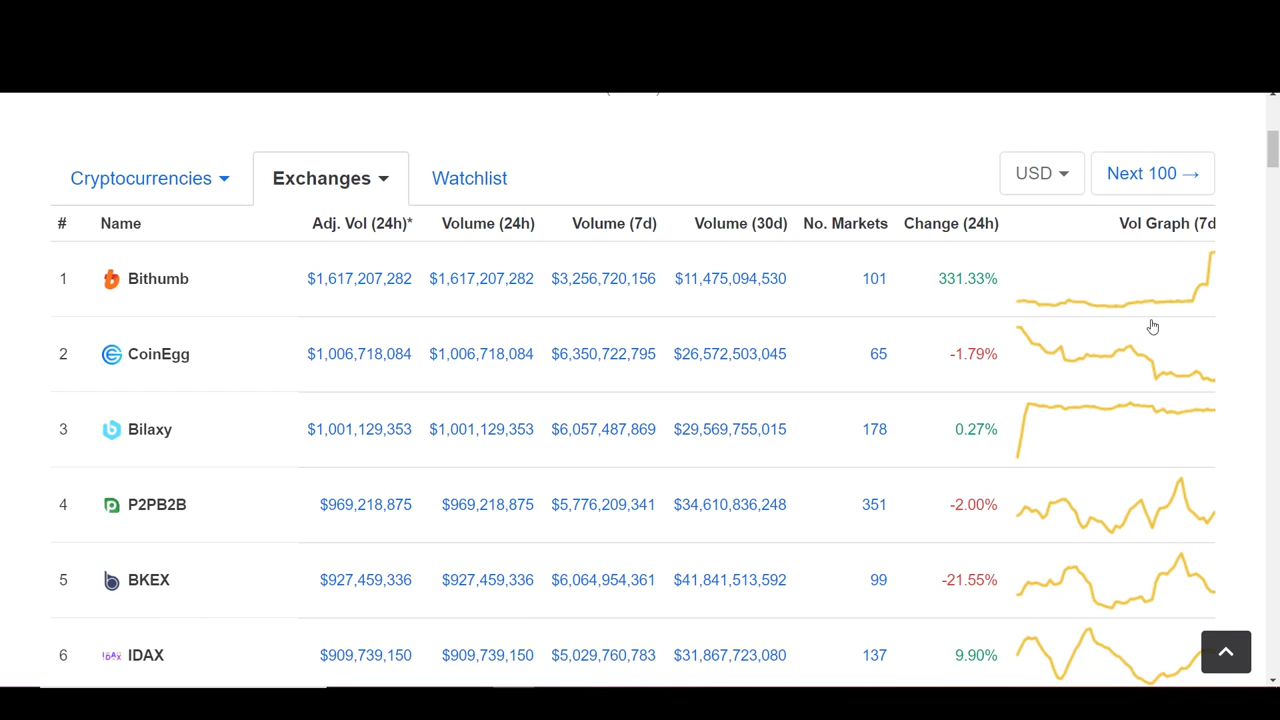 Cryptocurrencies Exchanges Watchlist USD Next 100 →
# Name Adj. Vol (24h)* Volume (24h) Volume (7d) Volume (30d) No. Markets Change (24h) Vol Graph (7d
1 Bithumb $1,617,207,282 $1,617,207,282 $3,256,720,156 $11,475,094,530 101 331.33%
2 CoinEgg $1,006,718,084 $1,006,718,084 $6,350,722,795 $26,572,503,045 65 -1.79%
3 Bilaxy $1,001,129,353 $1,001,129,353 $6,057,487,869 $29,569,755,015 178 0.27%
4 P2PB2B $969,218,875 $969,218,875 $5,776,209,341 $34,610,836,248 351 -2.00%
5 BKEX $927,459,336 $927,459,336 $6,064,954,361 $41,841,513,592 99 -21.55%
6 IDAX $909,739,150 $909,739,150 $5,029,760,783 $31,867,723,080 137 9.90%